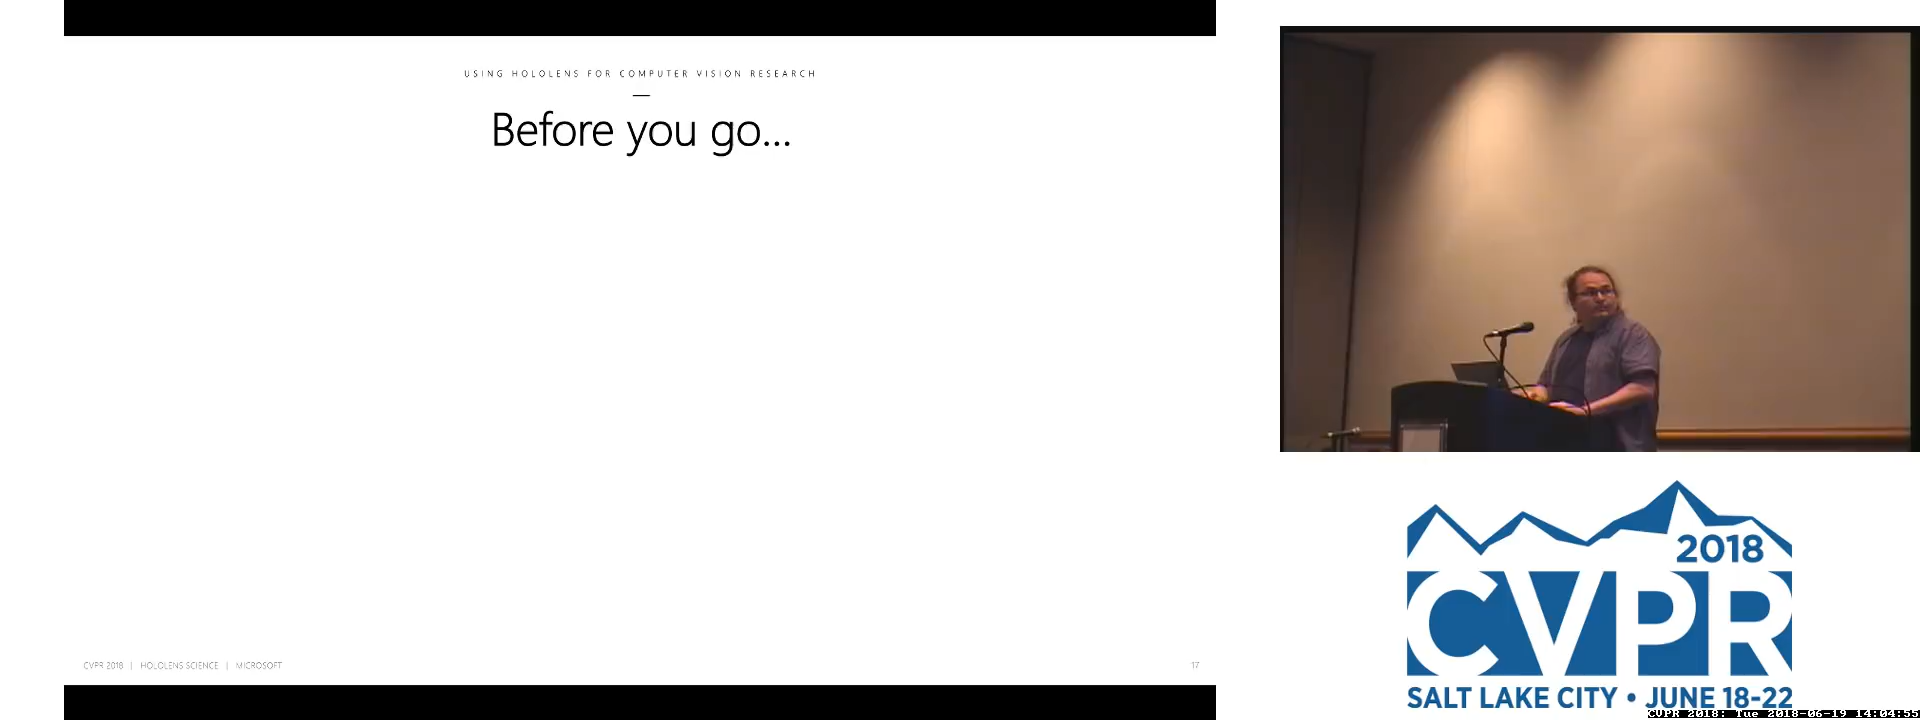 USING HOLOLENS FOR COMPUTER VISION RESEARCH
Before you go...
CVPR 2018 | HOLOLENS SCIENCE | MICROSOFT
17
2018
CVPR
SALT LAKE CITY • JUNE 18-22
CVPR 2018: Tue 2018-06-19 14:04:55